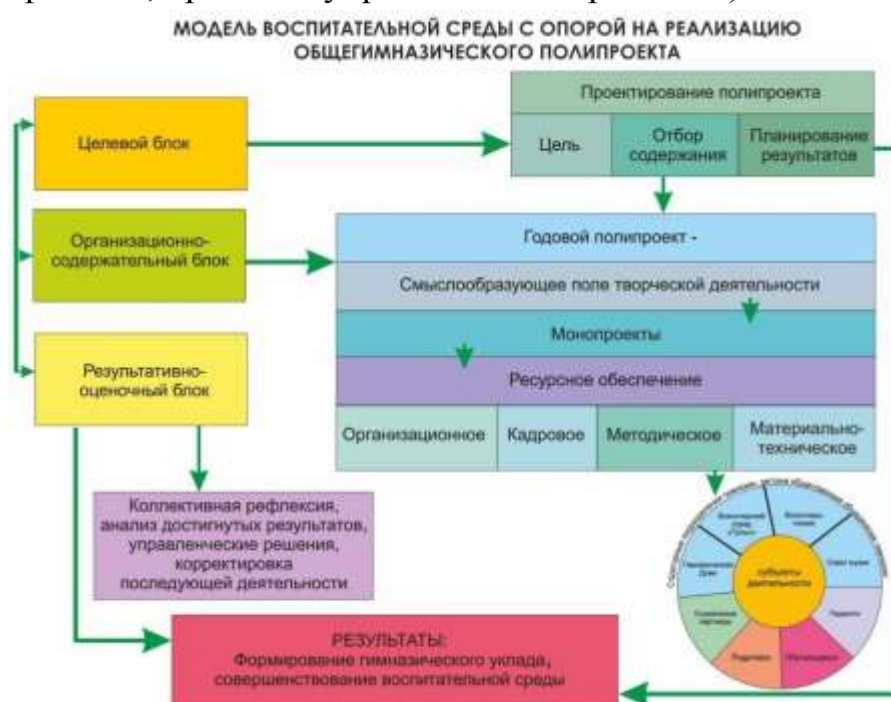 МОДЕЛЬ ВОСПИТАТЕЛЬНОЙ СРЕДЫ С ОПОРОЙ НА РЕАЛИЗАЦИЮ
ОБЩЕГИМНАЗИЧЕСКОГО ПОЛИПРОЕКТА
Проектирование полипроекта
Целевой блок
Цель
Отбор
содержания
Планирование
результатов
Организационно-
содержательный блок
Годовой полипроект -
Смыслообразующее поле творческой деятельности
Монопроекты
Результативно-
оценочный блок
Ресурсное обеспечение
Организационное
Кадровое
Методическое
Материально-
техническое
Коллективная рефлексия,
анализ достигнутых результатов,
управленческие решения,
корректировка
последующей деятельности
субъекты
деятельности
Социальные
партнеры
Родители
Обучающиеся
Педагоги
РЕЗУЛЬТАТЫ:
Формирование гимназического уклада,
совершенствование воспитательной среды